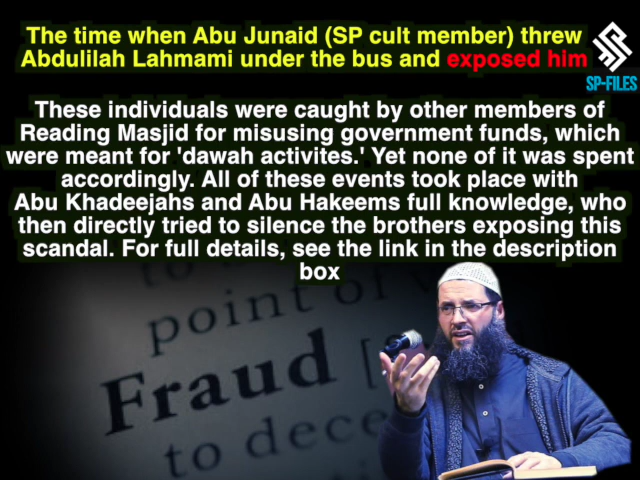 The time when Abu Junaid (SP cult member) threw
Abdulilah Lahmami under the bus and exposed him
SP-FILES
These individuals were caught by other members of
Reading Masjid for misusing government funds, which
were meant for 'dawah activites.' Yet none of it was spent
accordingly. All of these events took place with
Abu Khadeejahs and Abu Hakeems full knowledge, who
then directly tried to silence the brothers exposing this
scandal. For full details, see the link in the description
box
to
point of
Fraud [
to dece